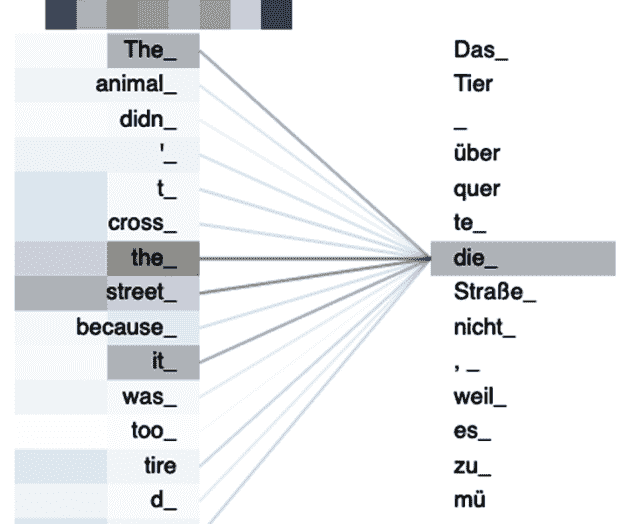 The_ Das_
animal_ Tier
didn_ _
'_ über
t_ quer
cross_ te_
the_ die_
street_ Straße_
because_ nicht_
it_ , _
was_ weil_
too_ es_
tire zu_
d_ mü